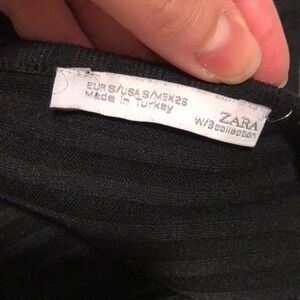 EUR S/USA S/MEX 26
Made in Turkey
ZARA
W/B collection